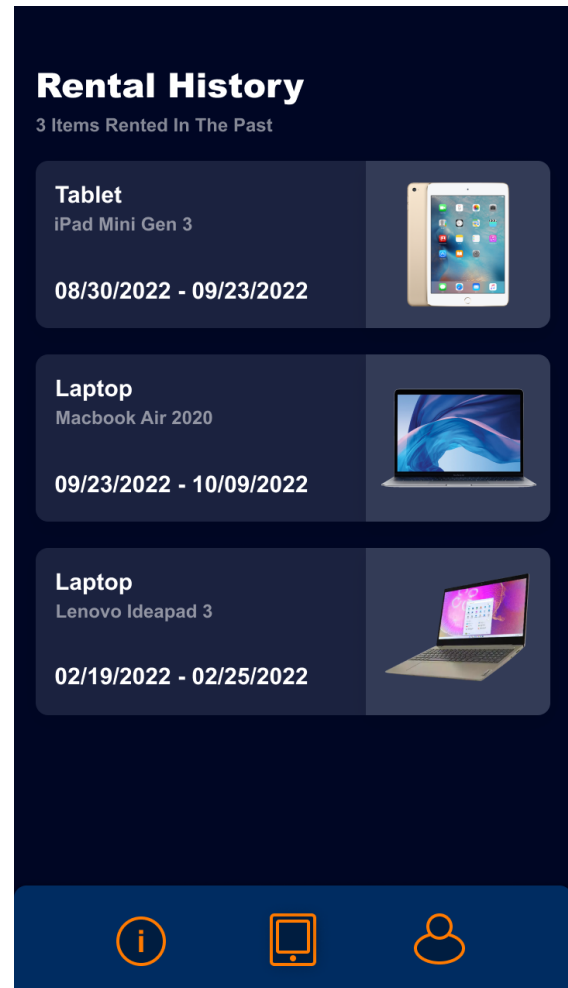 Rental History
3 Items Rented In The Past
Tablet
iPad Mini Gen 3
08/30/2022 - 09/23/2022
Laptop
Macbook Air 2020
09/23/2022 - 10/09/2022
Laptop
Lenovo Ideapad 3
02/19/2022 - 02/25/2022
i